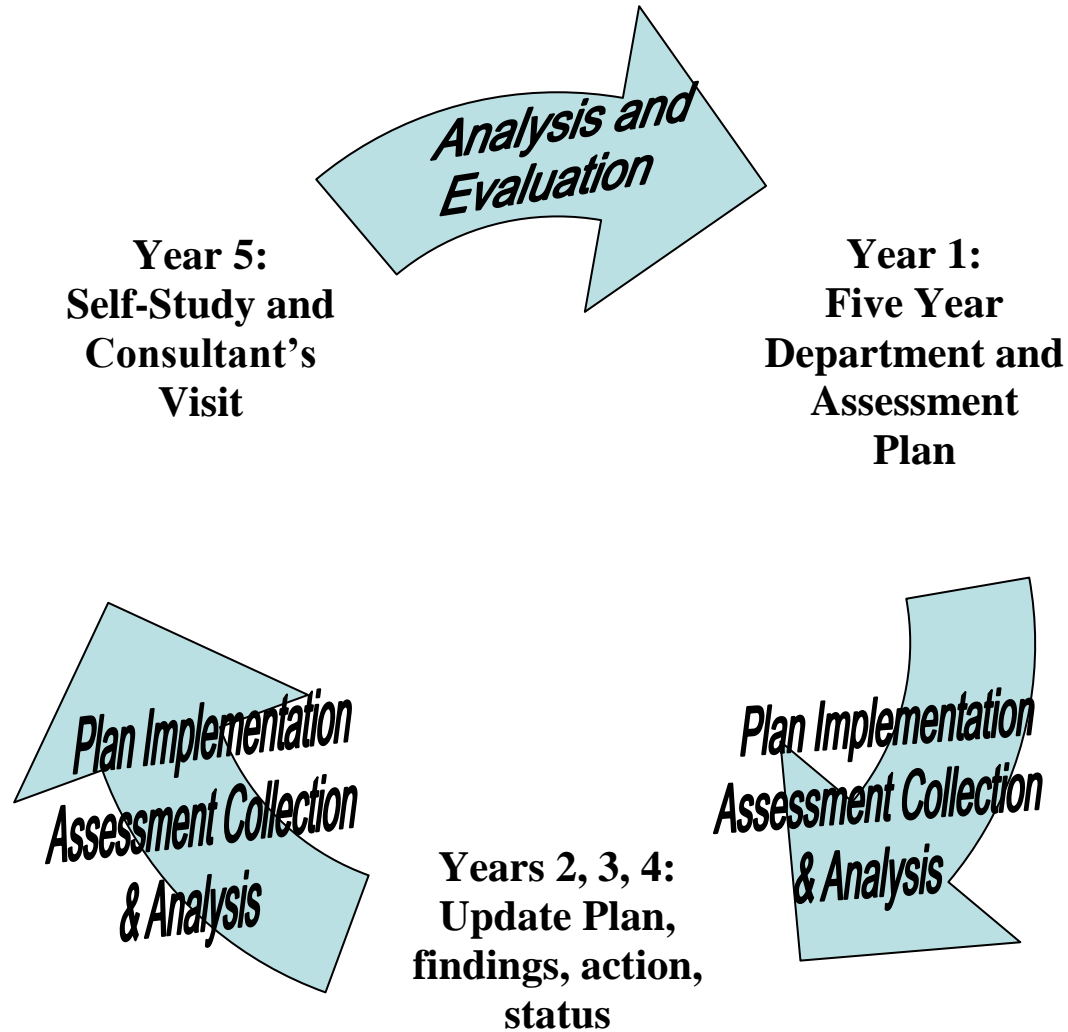 Analysis and
Evaluation
Year 5:
Self-Study and
Consultant’s
Visit
Year 1:
Five Year
Department and
Assessment
Plan
Plan Implementation
Assessment Collection
& Analysis
Plan Implementation
Assessment Collection
& Analysis
Years 2, 3, 4:
Update Plan,
findings, action,
status